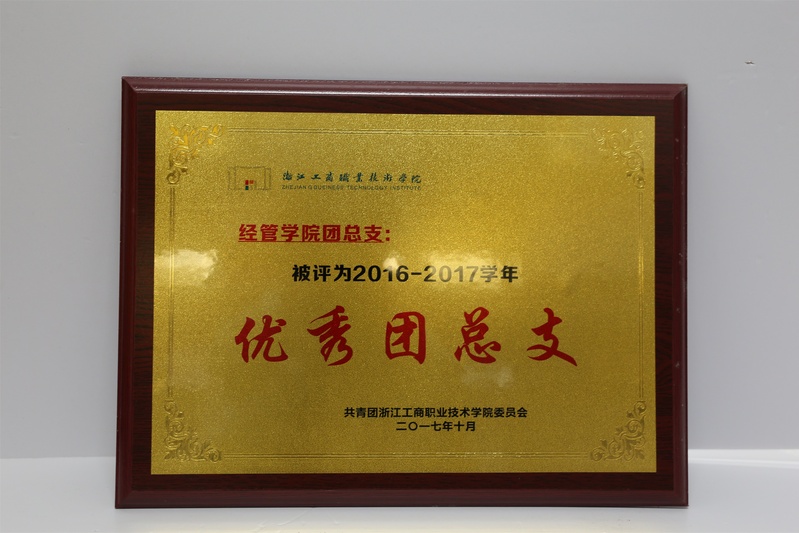 浙江工商職業技術學院
ZHEJIANG BUSINESS TECHNOLOGY INSTITUTE
经管学院团总支:
被评为2016-2017学年
优秀团总支
共青团浙江工商职业技术学院委员会
二〇一七年十月